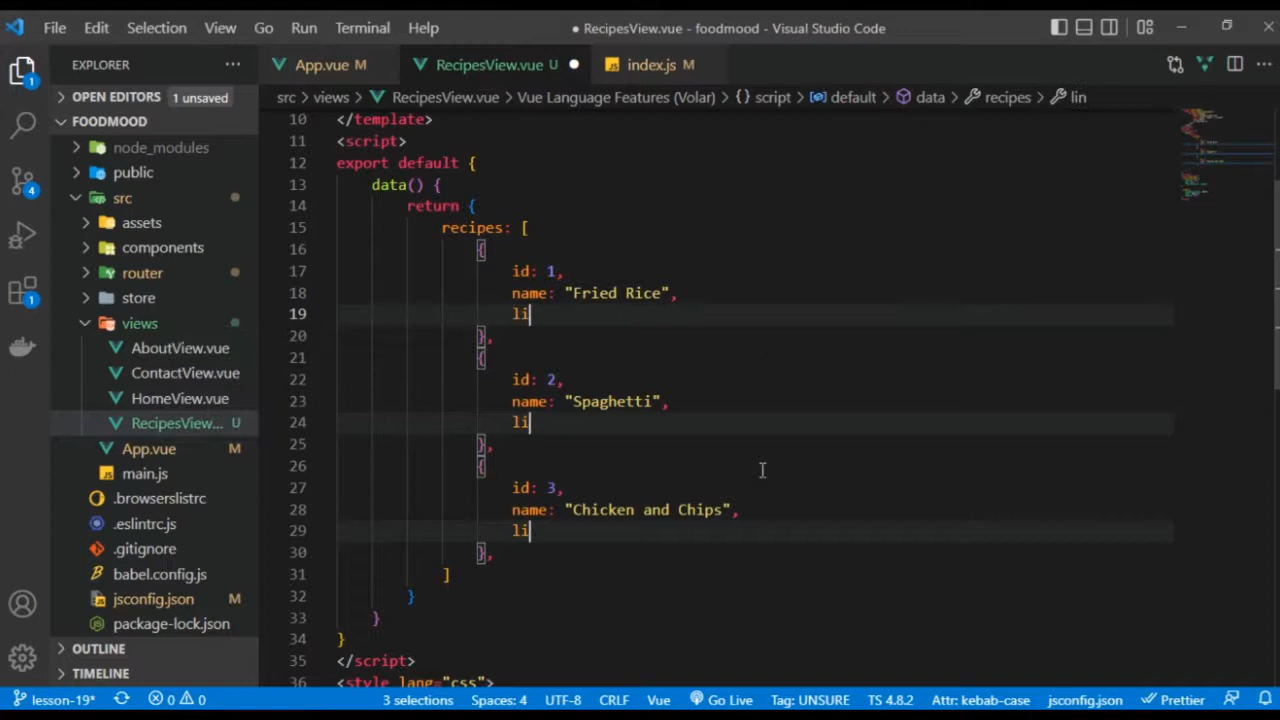 File Edit Selection View Go Run Terminal Help ● RecipesView.vue - foodmood - Visual Studio Code
EXPLORER ···
App.vue M RecipesView.vue U ● index.js M
OPEN EDITORS 1 unsaved
src > views > RecipesView.vue > Vue Language Features (Volar) > {} script > default > data > recipes > lin
FOODMOOD
node_modules
public
src
assets
components
router
store
views
AboutView.vue
ContactView.vue
HomeView.vue
RecipesView... U
App.vue M
main.js
.browserslistrc
.eslintrc.js
.gitignore
babel.config.js
jsconfig.json M
package-lock.json
OUTLINE
TIMELINE
1
4
1
10 </template>
11 <script>
12 export default {
13 data() {
14 return {
15 recipes: [
16 {
17 id: 1,
18 name: "Fried Rice",
19 li
20 },
21 {
22 id: 2,
23 name: "Spaghetti",
24 li
25 },
26 {
27 id: 3,
28 name: "Chicken and Chips",
29 li
30 },
31 ]
32 }
33 }
34 }
35 </script>
36 <style lang="css">
lesson-19* 0 0 3 selections Spaces: 4 UTF-8 CRLF Vue Go Live Tag: UNSURE TS 4.8.2 Attr: kebab-case jsconfig.json Prettier